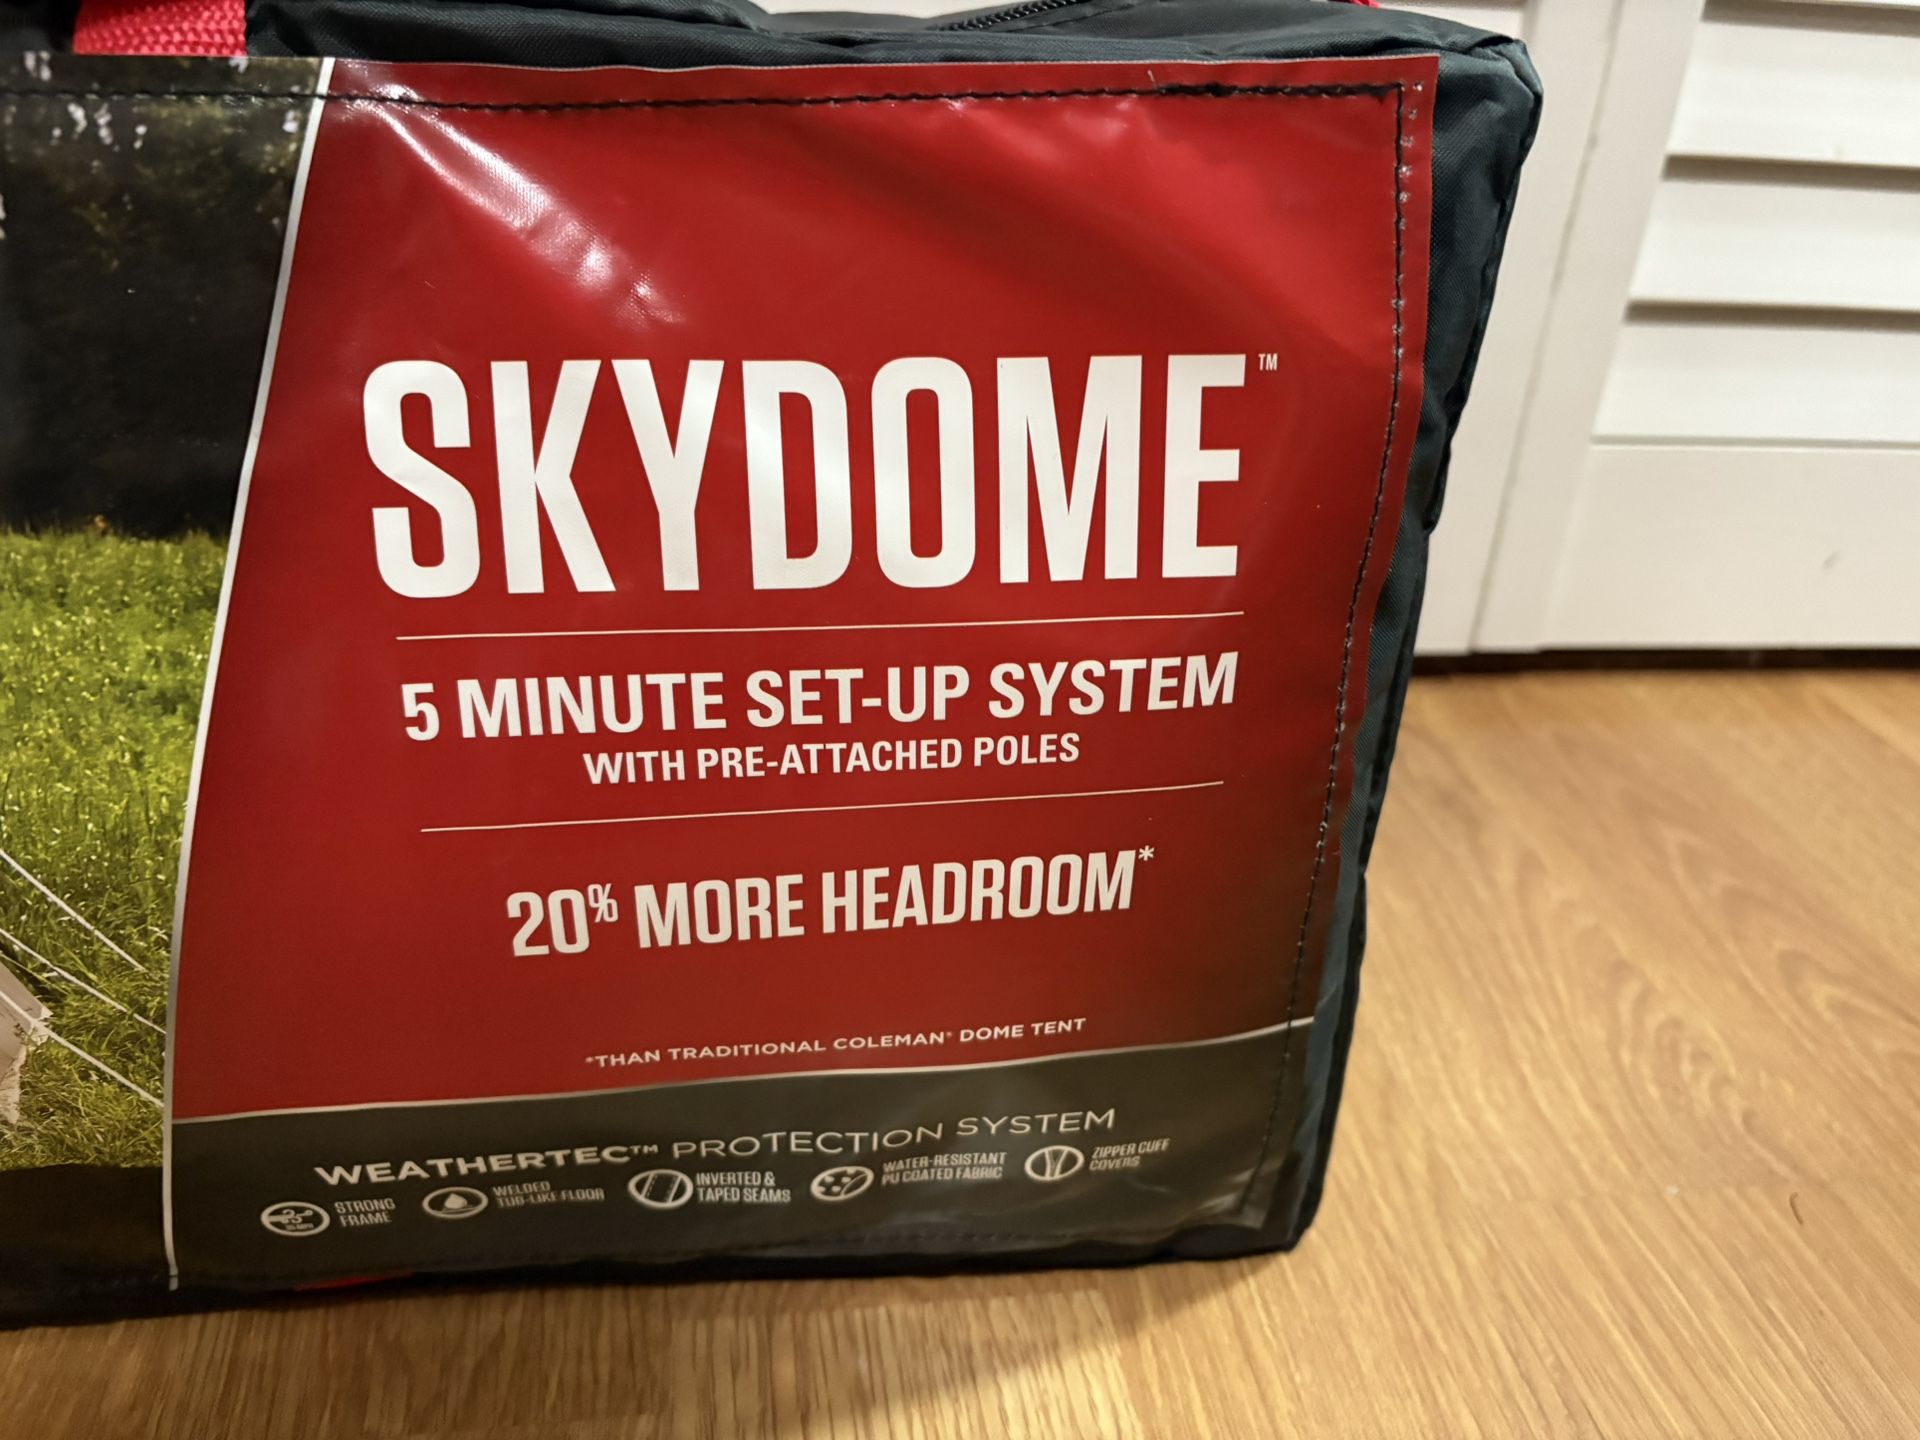 SKYDOME™
5 MINUTE SET-UP SYSTEM
WITH PRE-ATTACHED POLES
20% MORE HEADROOM*
*THAN TRADITIONAL COLEMAN® DOME TENT
WEATHERTEC™ PROTECTION SYSTEM
STRONG
FRAME
WELDED
TUB-LIKE FLOOR
INVERTED &
TAPED SEAMS
WATER-RESISTANT
PU COATED FABRIC
ZIPPER CUFF
COVERS